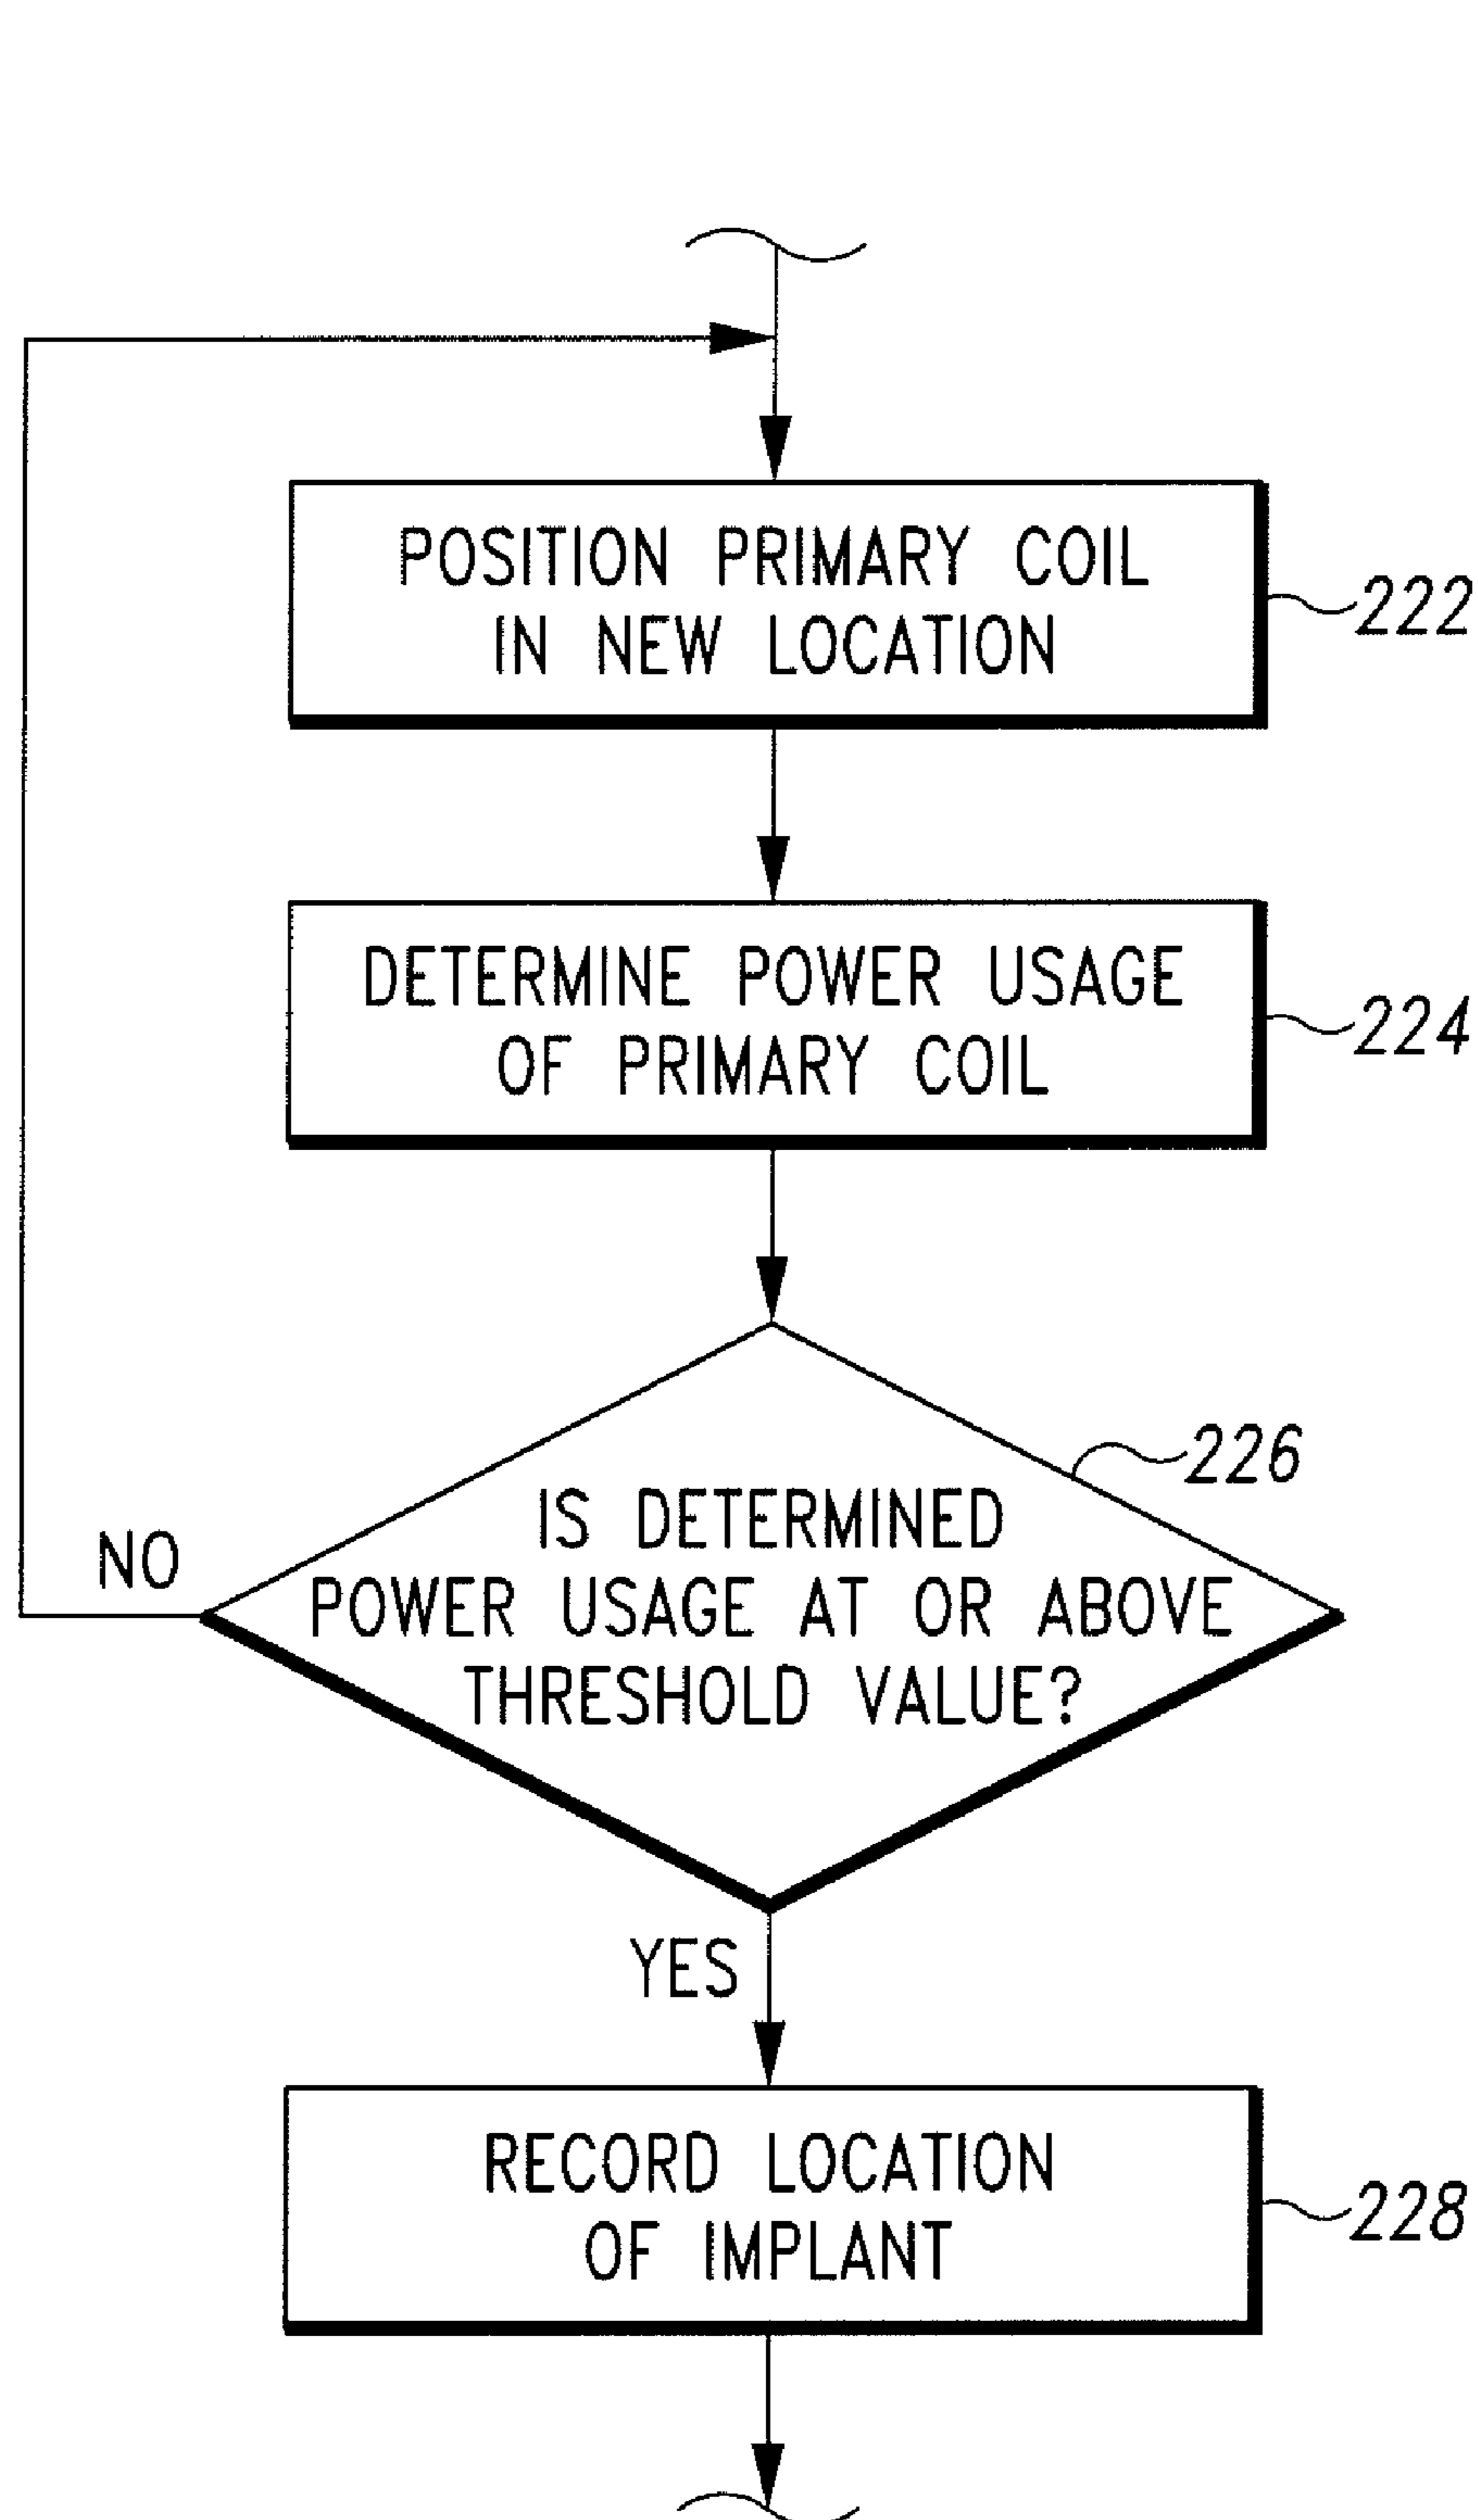 POSITION PRIMARY COIL
IN NEW LOCATION
222
DETERMINE POWER USAGE
OF PRIMARY COIL
224
226
IS DETERMINED
POWER USAGE AT OR ABOVE
THRESHOLD VALUE?
NO
YES
RECORD LOCATION
OF IMPLANT
228